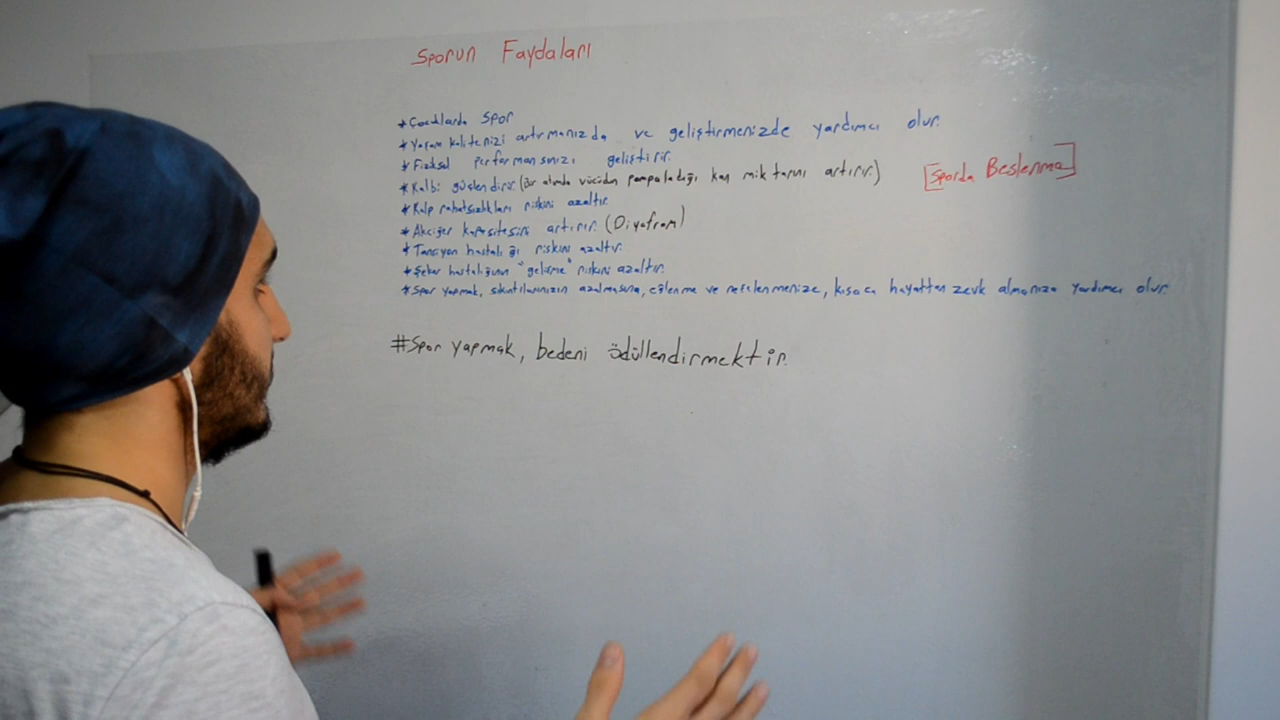 Sporun Faydaları
*Çocuklarda Spor
*Yaşam kalitenizi artırmanızda ve geliştirmenizde yardımcı olur.
*Fiziksel performansınızı geliştirir.
*Kalbi güçlendirir. (Bir atımda vücudun pompaladığı kan miktarını artırır.)
[Sporda Beslenme]
*Kalp rahatsızlıkları riskini azaltır.
*Akciğer kapasitesini artırır. (Diyafram)
*Tansiyon hastalığı riskini azaltır.
*Şeker hastalığının "gelişme" riskini azaltır.
*Spor yapmak, sıkıntılarınızın azalmasına, eğlenme ve neşelenmenize, kısaca hayattan zevk almanıza yardımcı olur.
#Spor yapmak, bedeni ödüllendirmektir.